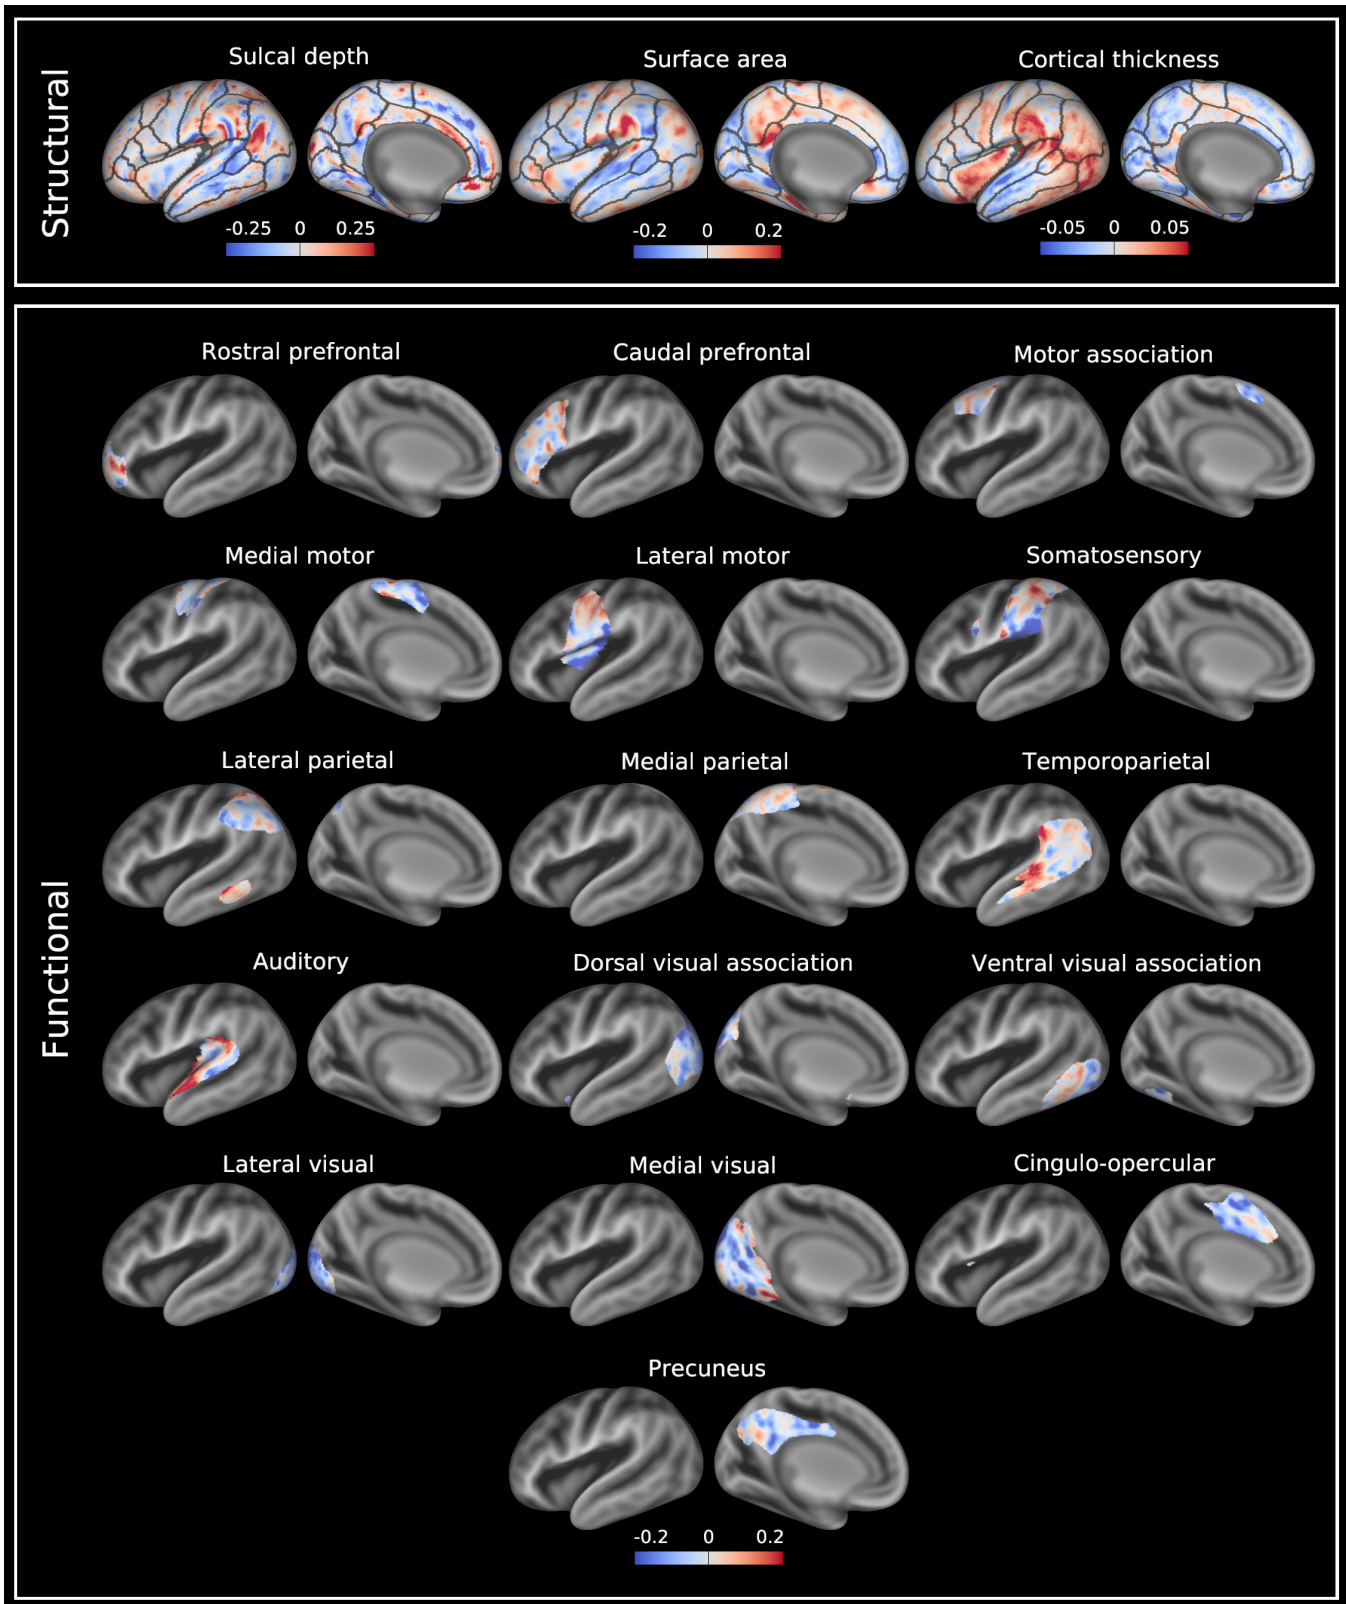 Structural
Sulcal depth
Surface area
Cortical thickness
-0.25 0 0.25
-0.2 0 0.2
-0.05 0 0.05
Functional
Rostral prefrontal
Caudal prefrontal
Motor association
Medial motor
Lateral motor
Somatosensory
Lateral parietal
Medial parietal
Temporoparietal
Auditory
Dorsal visual association
Ventral visual association
Lateral visual
Medial visual
Cingulo-opercular
Precuneus
-0.2 0 0.2